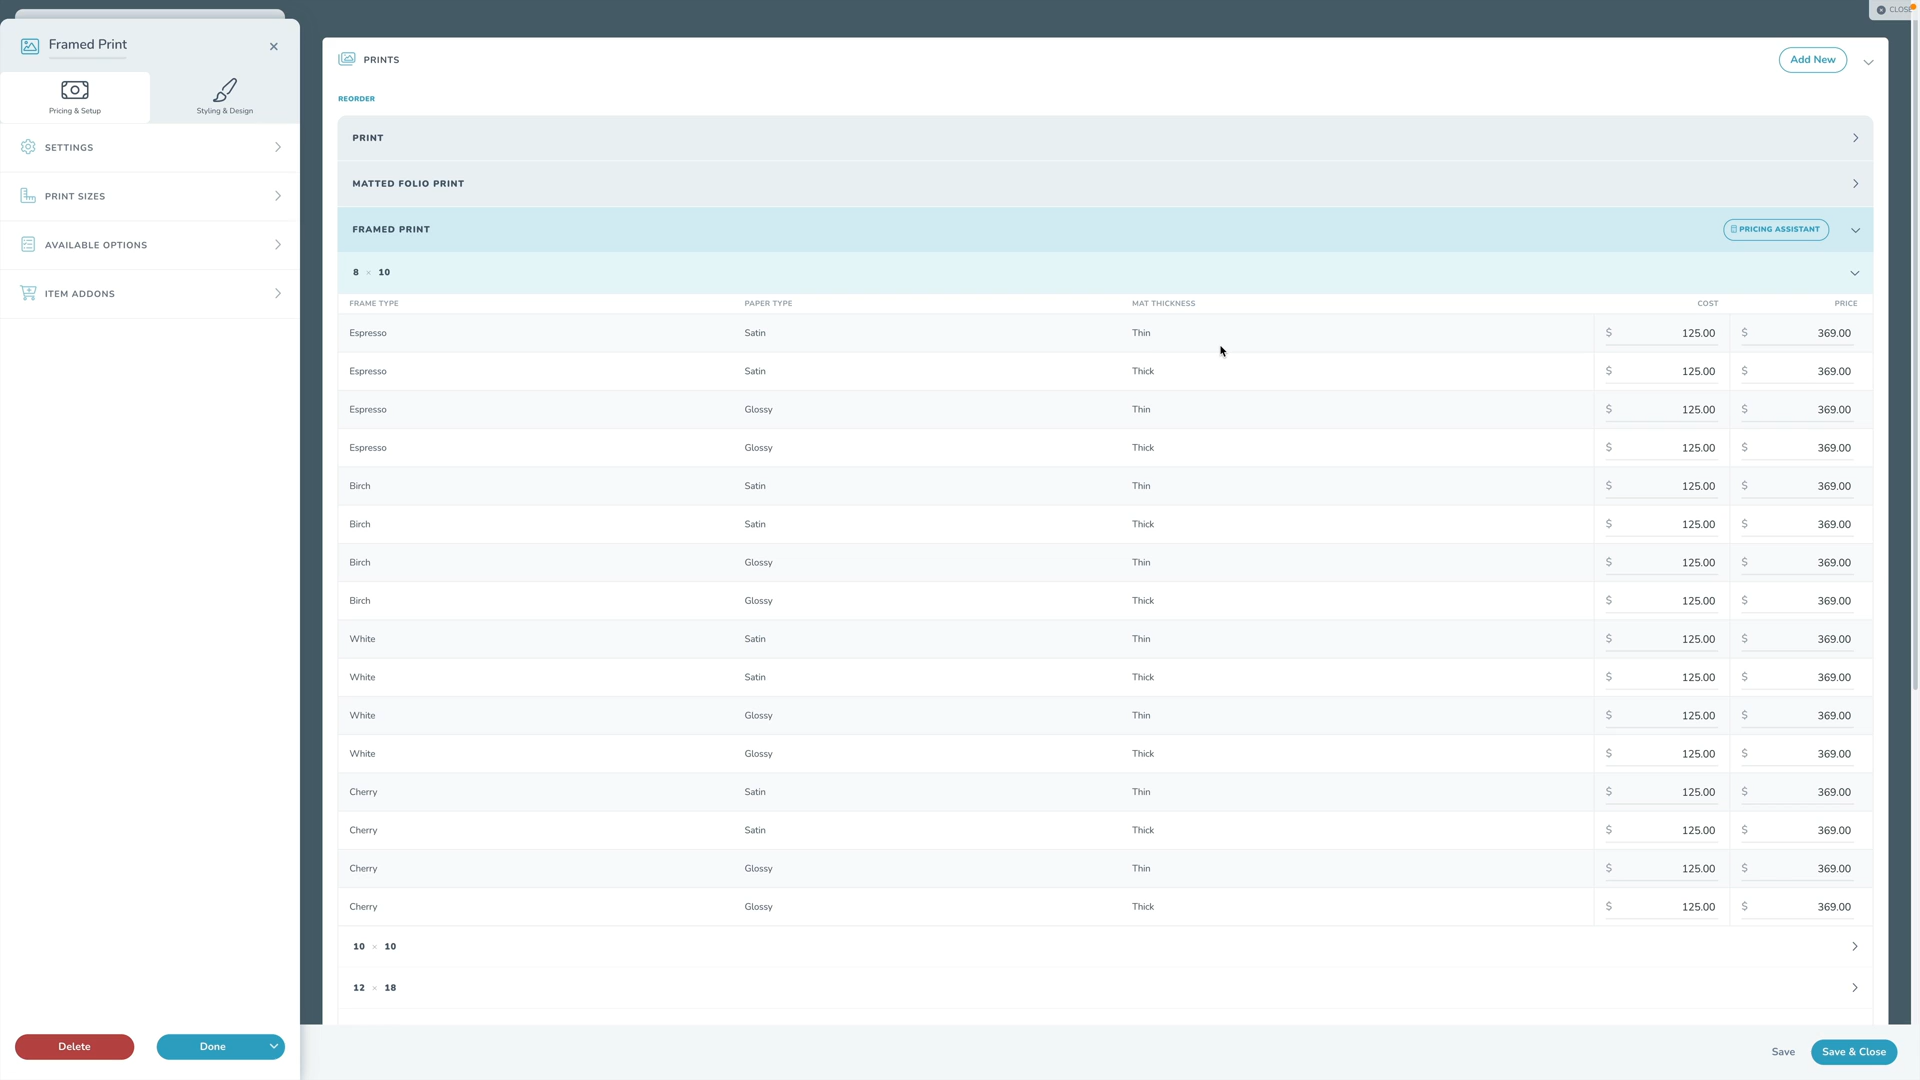 CLOSE
Framed Print
Pricing & Setup
Styling & Design
SETTINGS
PRINT SIZES
AVAILABLE OPTIONS
ITEM ADDONS
Delete
Done
PRINTS
Add New
REORDER
PRINT
MATTED FOLIO PRINT
FRAMED PRINT
PRICING ASSISTANT
8 × 10
FRAME TYPE PAPER TYPE MAT THICKNESS COST PRICE
Espresso Satin Thin $ 125.00 $ 369.00
Espresso Satin Thick $ 125.00 $ 369.00
Espresso Glossy Thin $ 125.00 $ 369.00
Espresso Glossy Thick $ 125.00 $ 369.00
Birch Satin Thin $ 125.00 $ 369.00
Birch Satin Thick $ 125.00 $ 369.00
Birch Glossy Thin $ 125.00 $ 369.00
Birch Glossy Thick $ 125.00 $ 369.00
White Satin Thin $ 125.00 $ 369.00
White Satin Thick $ 125.00 $ 369.00
White Glossy Thin $ 125.00 $ 369.00
White Glossy Thick $ 125.00 $ 369.00
Cherry Satin Thin $ 125.00 $ 369.00
Cherry Satin Thick $ 125.00 $ 369.00
Cherry Glossy Thin $ 125.00 $ 369.00
Cherry Glossy Thick $ 125.00 $ 369.00
10 × 10
12 × 18
Save
Save & Close